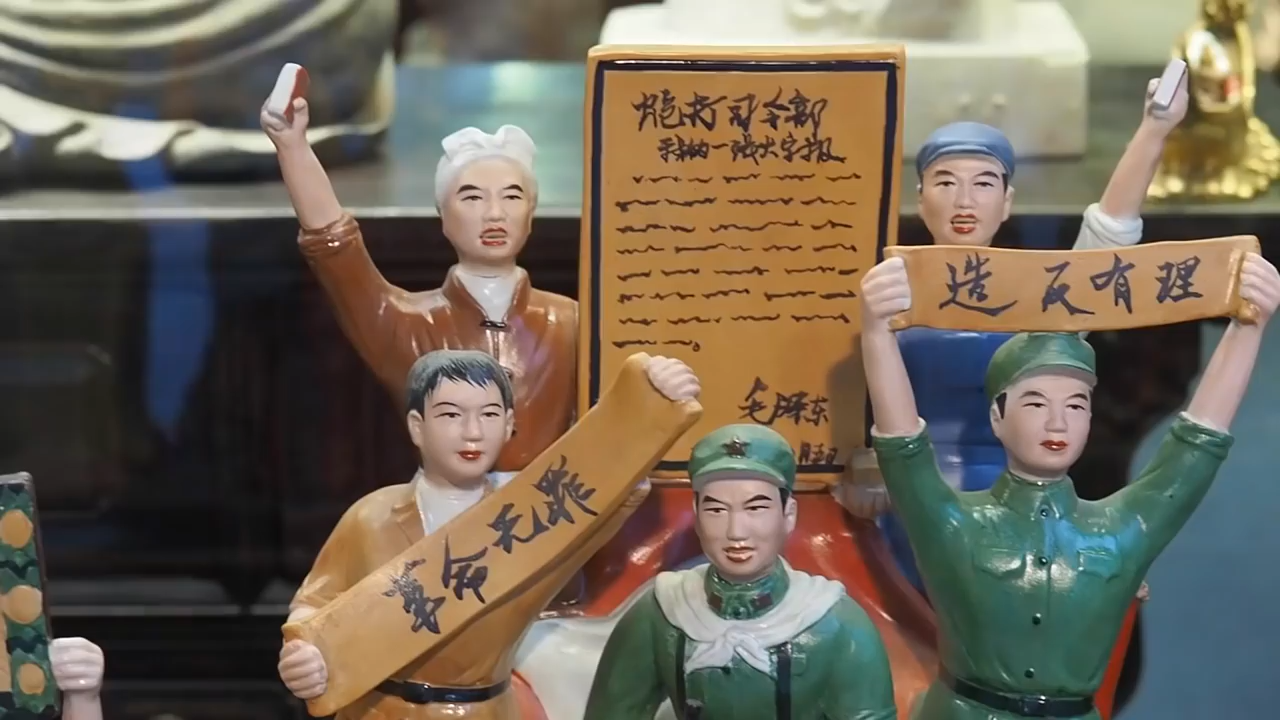 炮打司令部
我的一张大字报
毛泽东
造反有理
革命无罪